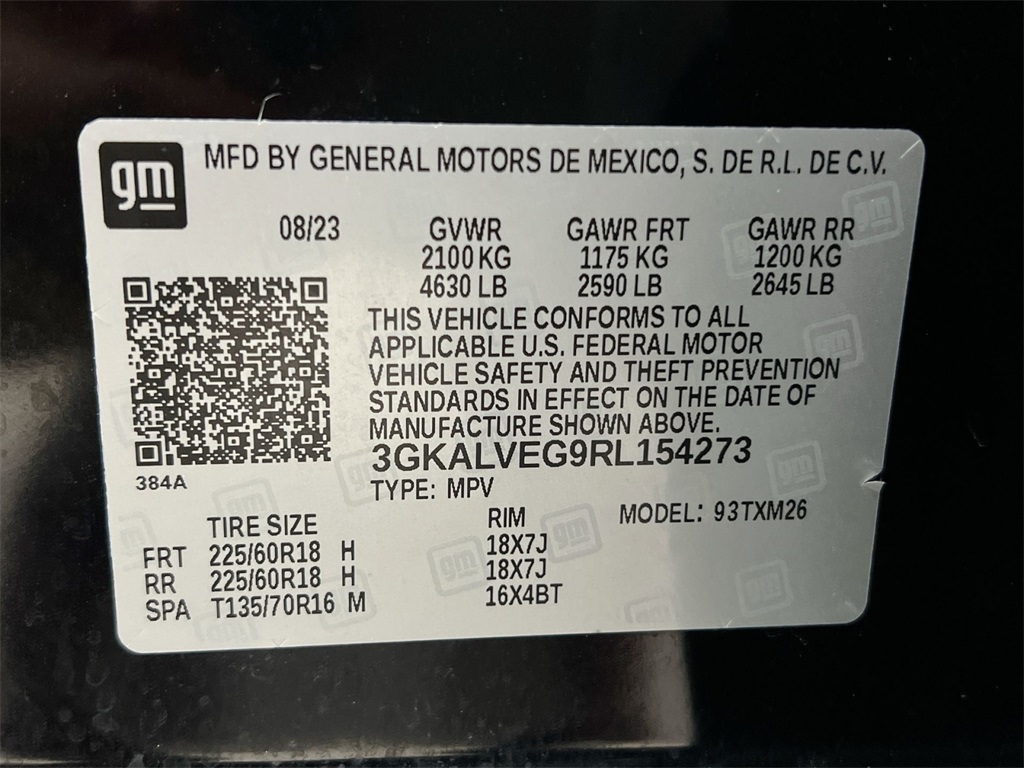 gm
MFD BY GENERAL MOTORS DE MEXICO, S. DE R.L. DE C.V.
08/23 GVWR GAWR FRT GAWR RR
2100 KG 1175 KG 1200 KG
4630 LB 2590 LB 2645 LB
THIS VEHICLE CONFORMS TO ALL
APPLICABLE U.S. FEDERAL MOTOR
VEHICLE SAFETY AND THEFT PREVENTION
STANDARDS IN EFFECT ON THE DATE OF
MANUFACTURE SHOWN ABOVE.
3GKALVEG9RL154273
384A
TYPE: MPV
TIRE SIZE RIM MODEL: 93TXM26
FRT 225/60R18 H 18X7J
RR 225/60R18 H 18X7J
SPA T135/70R16 M 16X4BT